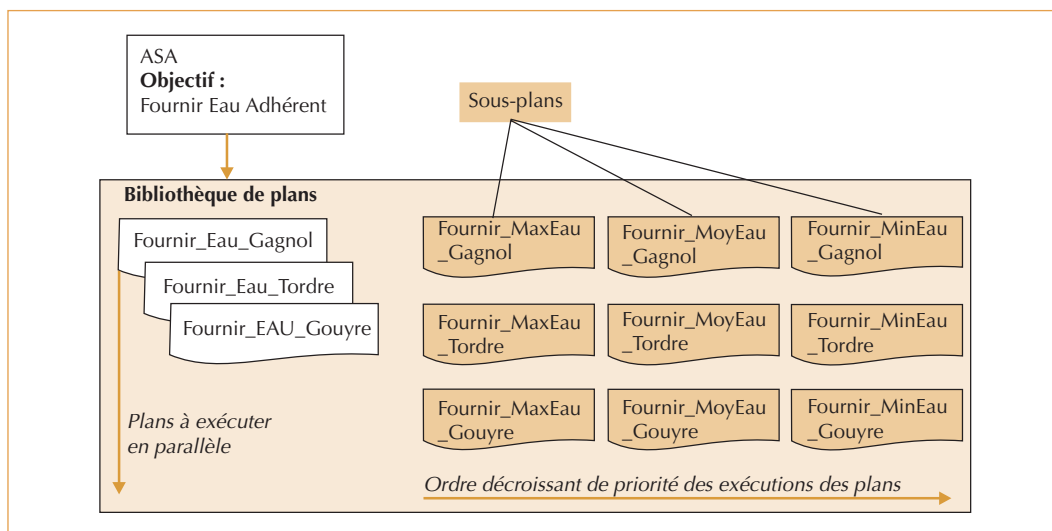 ASA
Objectif :
Fournir Eau Adhérent
Sous-plans
Bibliothèque de plans
Fournir_Eau_Gagnol
Fournir_Eau_Tordre
Fournir_EAU_Gouyre
Plans à exécuter
en parallèle
Fournir_MaxEau
_Gagnol
Fournir_MoyEau
_Gagnol
Fournir_MinEau
_Gagnol
Fournir_MaxEau
_Tordre
Fournir_MoyEau
_Tordre
Fournir_MinEau
_Tordre
Fournir_MaxEau
_Gouyre
Fournir_MoyEau
_Gouyre
Fournir_MinEau
_Gouyre
Ordre décroissant de priorité des exécutions des plans